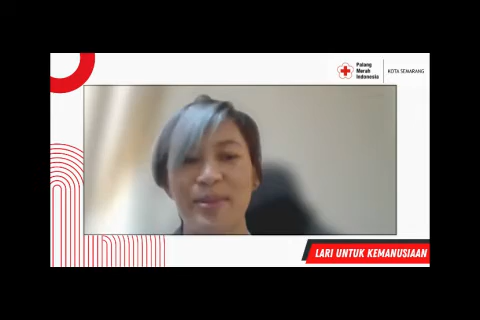 Palang
Merah
Indonesia
KOTA SEMARANG
LARI UNTUK KEMANUSIAAN